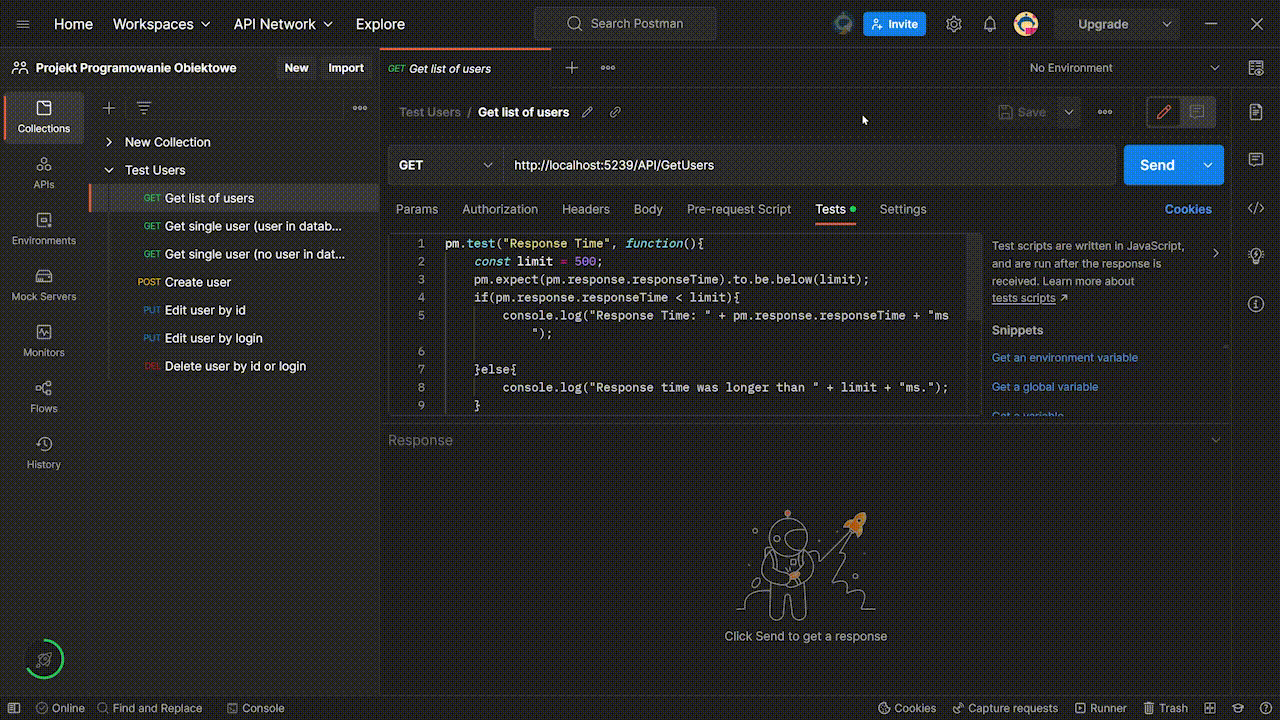 Home Workspaces API Network Explore Search Postman Invite Upgrade
Projekt Programowanie Obiektowe New Import GET Get list of users No Environment
Collections
APIs
Environments
Mock Servers
Monitors
Flows
History
New Collection
Test Users
GET Get list of users
GET Get single user (user in datab...
GET Get single user (no user in dat...
POST Create user
PUT Edit user by id
PUT Edit user by login
DEL Delete user by id or login
Test Users / Get list of users Save
GET http://localhost:5239/API/GetUsers Send
Params Authorization Headers Body Pre-request Script Tests Settings Cookies
1 pm.test("Response Time", function(){
2 const limit = 500;
3 pm.expect(pm.response.responseTime).to.be.below(limit);
4 if(pm.response.responseTime < limit){
5 console.log("Response Time: " + pm.response.responseTime + "ms
");
6
7 }else{
8 console.log("Response time was longer than " + limit + "ms.");
9 }
Test scripts are written in JavaScript,
and are run after the response is
received. Learn more about
tests scripts ↗
Snippets
Get an environment variable
Get a global variable
Get a variable
Response
Click Send to get a response
Online Find and Replace Console Cookies Capture requests Runner Trash